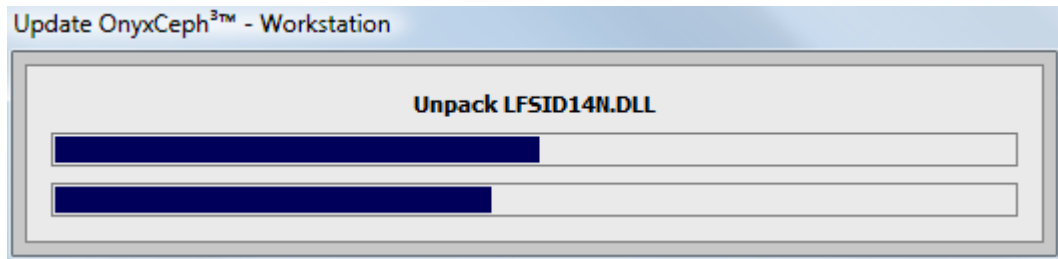 Update OnyxCeph³™ - Workstation
Unpack LFSID14N.DLL